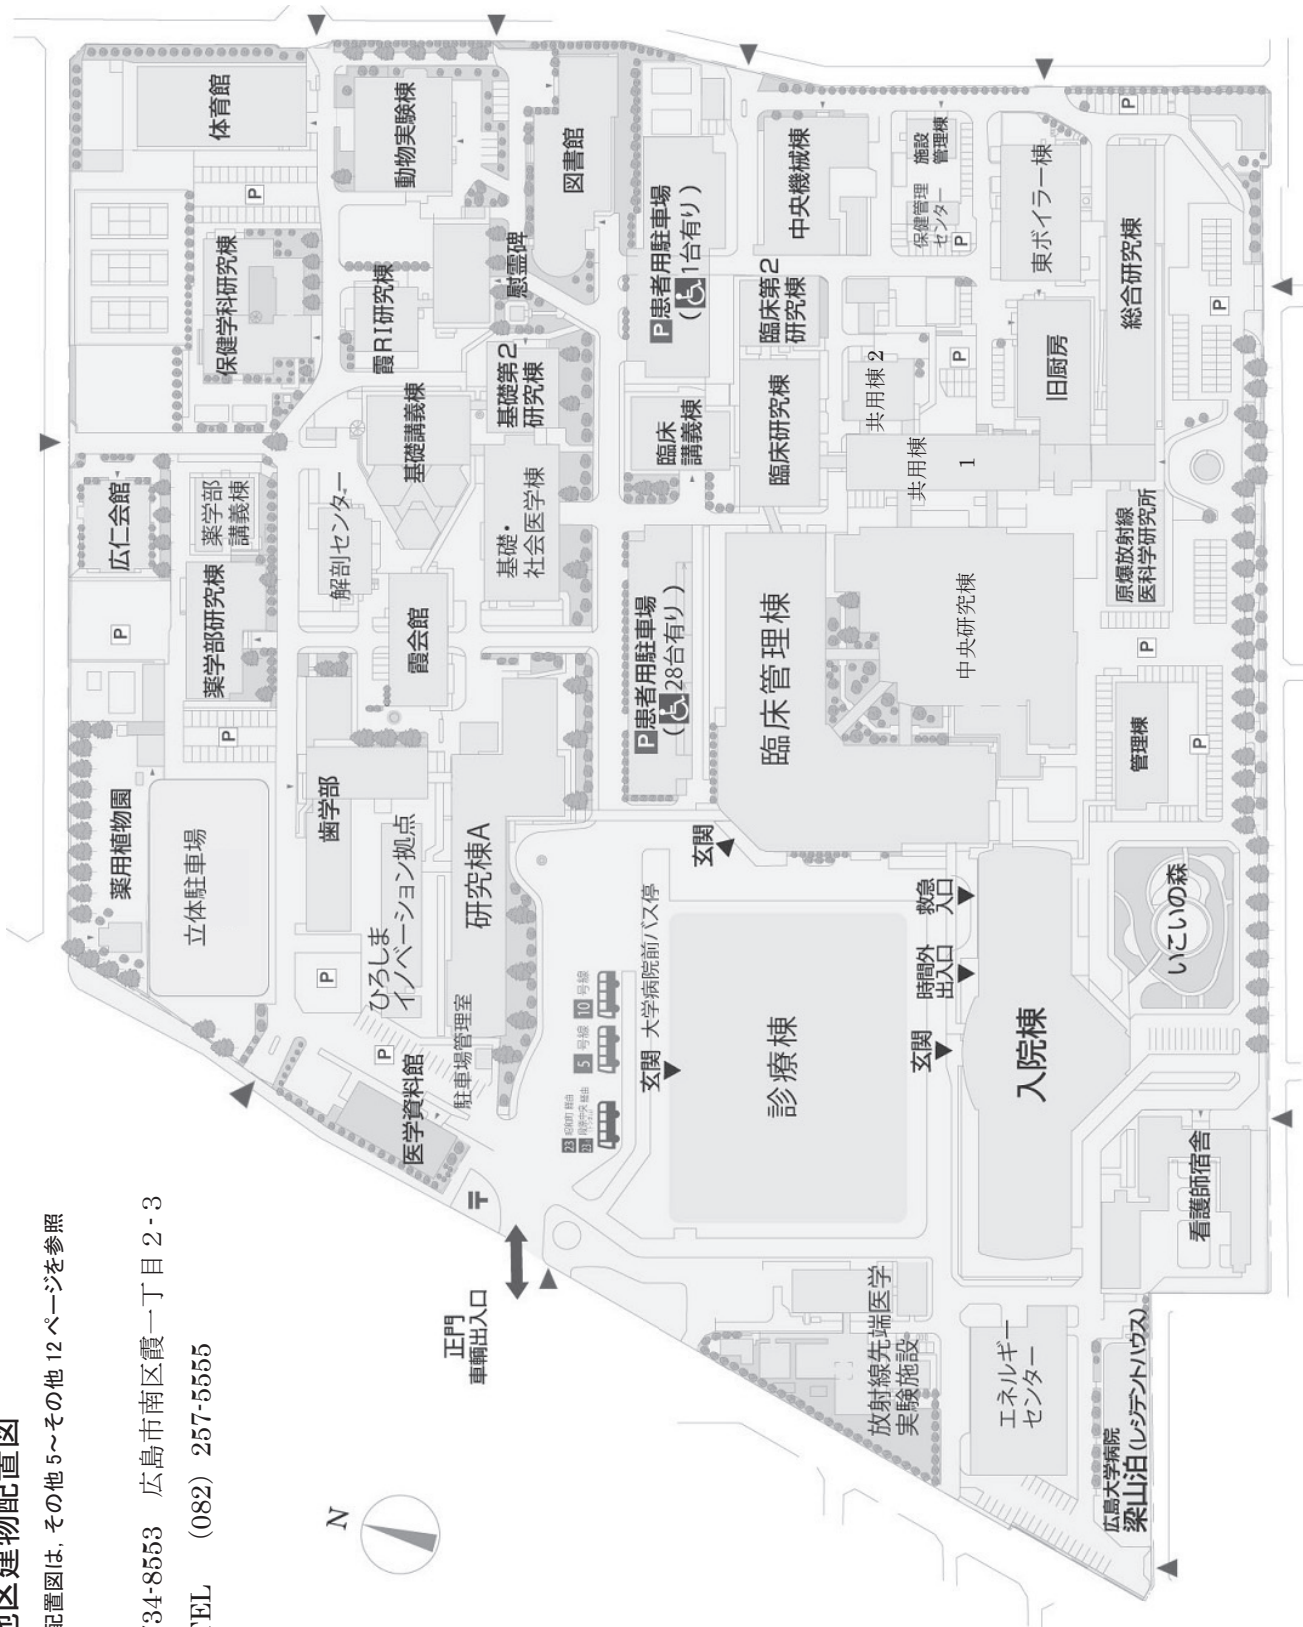 地区建物配置図
配置図は，その他 5～その他 12 ページを参照
734-8553 広島市南区霞一丁目 2 - 3
TEL (082) 257-5555
N
体育館
P
動物実験棟
図書館
P患者用駐車場
(1台有り)
中央機械棟
施設
管理棟
保健管理
センター
P
P
東ボイラー棟
総合研究棟
P
保健学科研究棟
霞RI研究棟
慰霊碑
基礎第2
研究棟
臨床第2
研究棟
共用棟 2
P
旧厨房
基礎講義棟
臨床
講義棟
臨床研究棟
共用棟
1
広仁会館
薬学部
講義棟
解剖センター
基礎・
社会医学棟
原爆放射線
医科学研究所
P
薬学部研究棟
霞会館
P患者用駐車場
(28台有り)
臨床管理棟
中央研究棟
P
P
管理棟
P
薬用植物園
立体駐車場
歯学部
ひろしま
イノベーション拠点
研究棟A
玄関
救急
入口
いこいの森
P
大学病院前バス停
時間外
出入口
5 号線
10 号線
23 昭和町 経由
23-1 段原中央 経由
玄関
診療棟
玄関
入院棟
P
駐車場管理室
医学資料館
〒
看護師宿舎
正門
車輌出入口
放射線先端医学
実験施設
エネルギー
センター
広島大学病院
梁山泊(レジデントハウス)